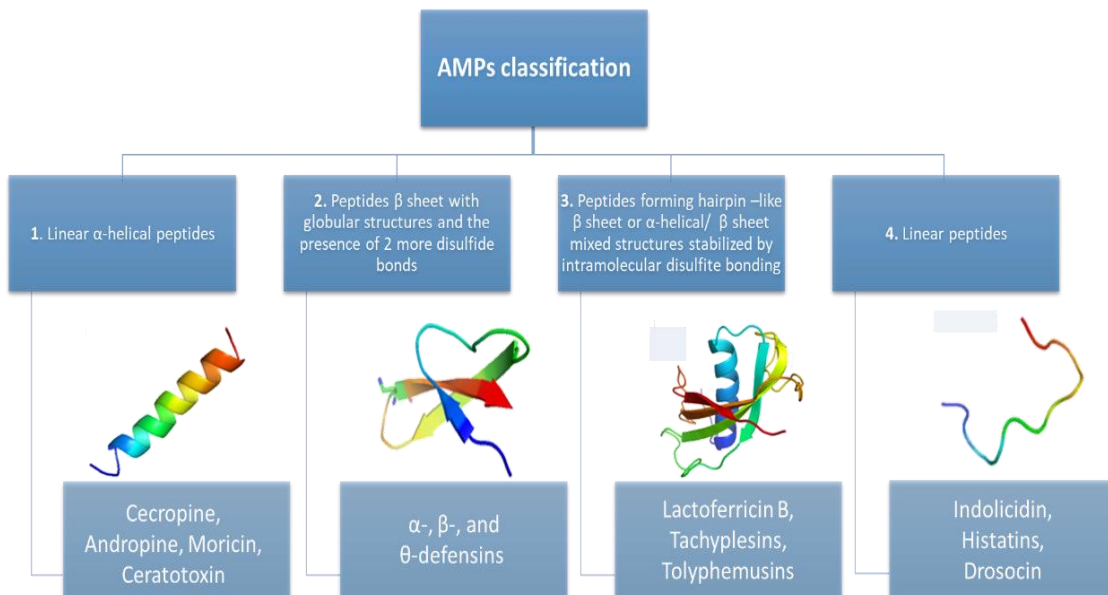 AMPs classification
1. Linear α-helical peptides
2. Peptides β sheet with
globular structures and the
presence of 2 more disulfide
bonds
3. Peptides forming hairpin –like
β sheet or α-helical/ β sheet
mixed structures stabilized by
intramolecular disulfite bonding
4. Linear peptides
Cecropine,
Andropine, Moricin,
Ceratotoxin
α-, β-, and
θ-defensins
Lactoferricin B,
Tachyplesins,
Tolyphemusins
Indolicidin,
Histatins,
Drosocin